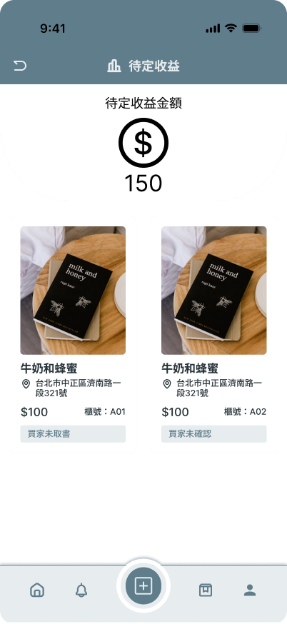 9:41
待定收益
待定收益金額
$
150
milk and
honey
rupi kaur
milk and
honey
rupi kaur
牛奶和蜂蜜
台北市中正區濟南路一
段321號
$100 櫃號：A01
買家未取書
牛奶和蜂蜜
台北市中正區濟南路一
段321號
$100 櫃號：A02
買家未確認